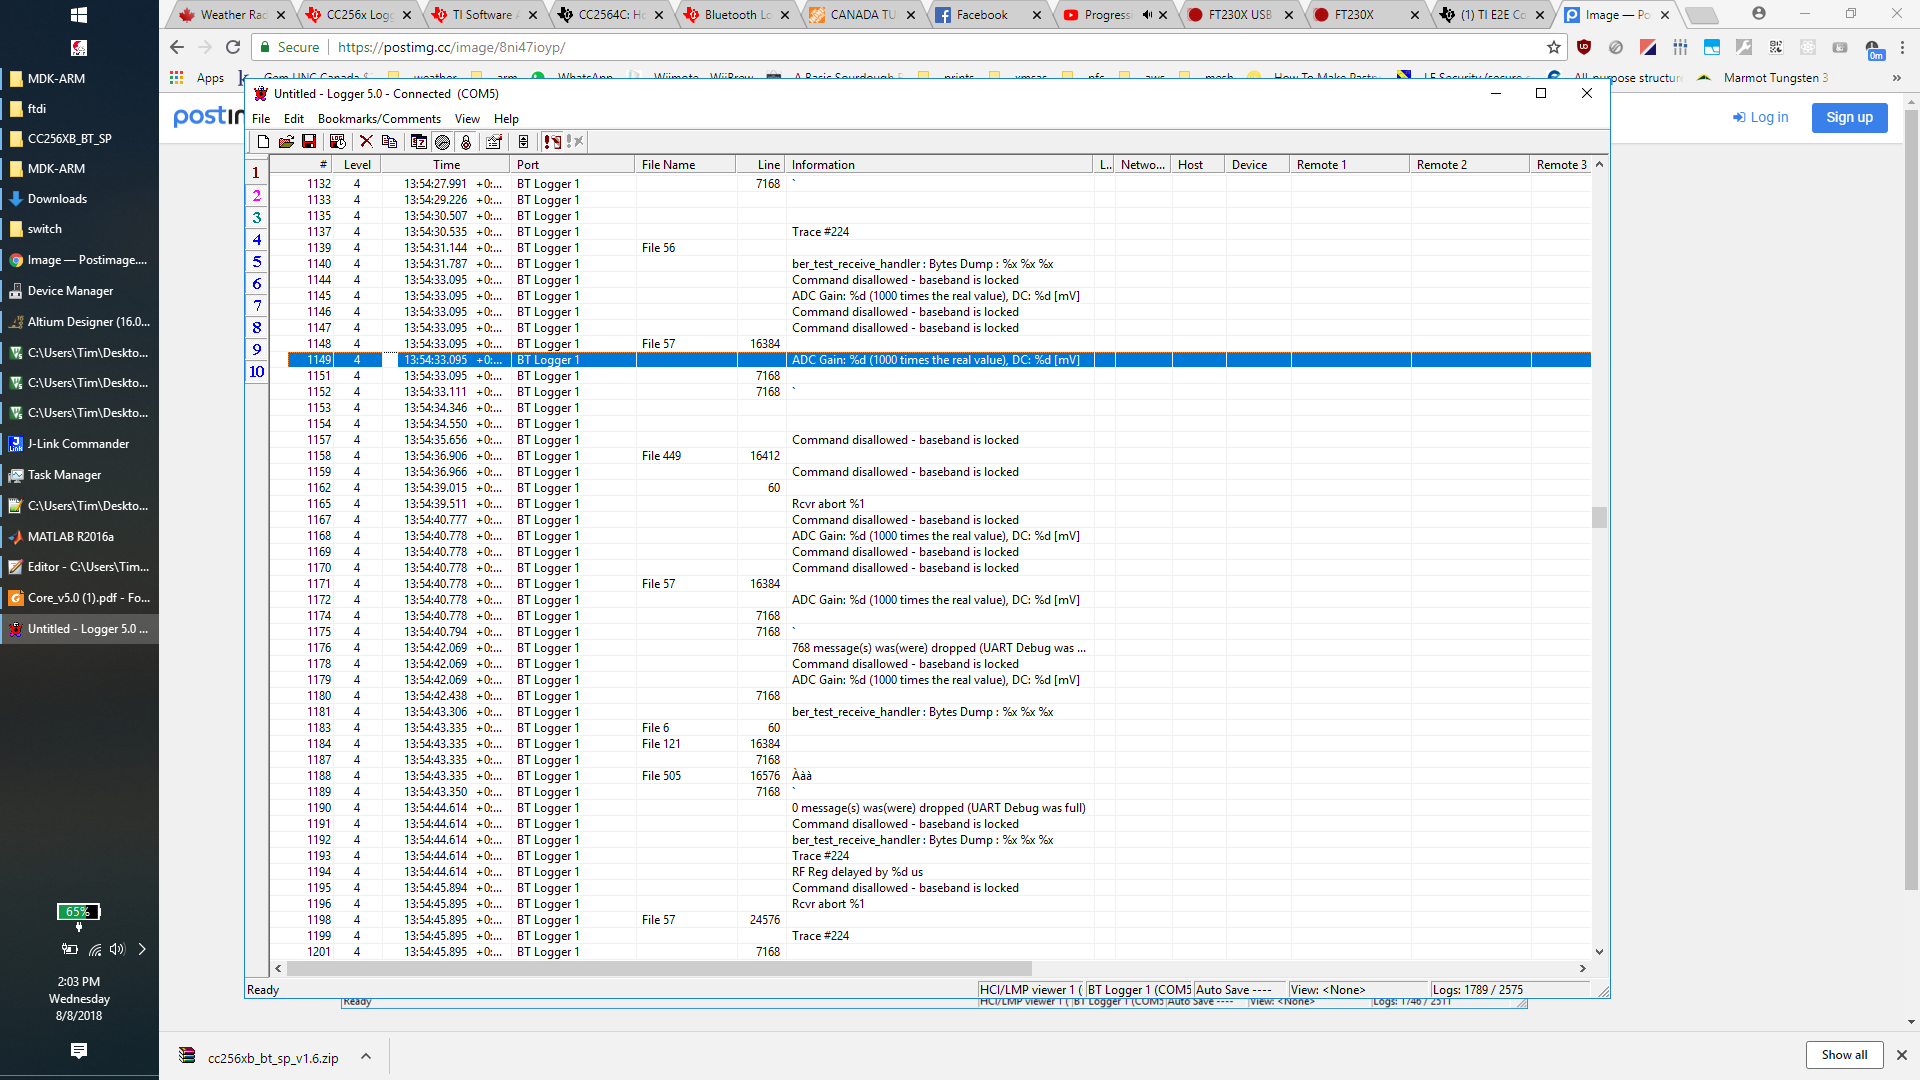 Weather Rad
CC256x Logg
TI Software A
CC2564C: Ho
Bluetooth Lo
CANADA TU
Facebook
Progressi
FT230X USB
FT230X
(1) TI E2E Co
Image — Po
Secure
https://postimg.cc/image/8ni47ioyp/
Apps
Marmot Tungsten 3
»
Log in
Sign up
MDK-ARM
ftdi
CC256XB_BT_SP
MDK-ARM
Downloads
switch
Image — Postimage....
Device Manager
Altium Designer (16.0...
C:\Users\Tim\Deskto...
C:\Users\Tim\Deskto...
C:\Users\Tim\Deskto...
J-Link Commander
Task Manager
C:\Users\Tim\Deskto...
MATLAB R2016a
Editor - C:\Users\Tim...
Core_v5.0 (1).pdf - Fo...
Untitled - Logger 5.0 ...
65%
2:03 PM
Wednesday
8/8/2018
Untitled - Logger 5.0 - Connected (COM5)
File Edit Bookmarks/Comments View Help
1
2
3
4
5
6
7
8
9
10
# Level Time Port File Name Line Information L.. Netwo... Host Device Remote 1 Remote 2 Remote 3
1132 4 13:54:27.991 +0:... BT Logger 1 7168 `
1133 4 13:54:29.226 +0:... BT Logger 1
1135 4 13:54:30.507 +0:... BT Logger 1
1137 4 13:54:30.535 +0:... BT Logger 1 Trace #224
1139 4 13:54:31.144 +0:... BT Logger 1 File 56
1140 4 13:54:31.787 +0:... BT Logger 1 ber_test_receive_handler : Bytes Dump : %x %x %x
1144 4 13:54:33.095 +0:... BT Logger 1 Command disallowed - baseband is locked
1145 4 13:54:33.095 +0:... BT Logger 1 ADC Gain: %d (1000 times the real value), DC: %d [mV]
1146 4 13:54:33.095 +0:... BT Logger 1 Command disallowed - baseband is locked
1147 4 13:54:33.095 +0:... BT Logger 1 Command disallowed - baseband is locked
1148 4 13:54:33.095 +0:... BT Logger 1 File 57 16384
1149 4 13:54:33.095 +0:... BT Logger 1 ADC Gain: %d (1000 times the real value), DC: %d [mV]
1151 4 13:54:33.095 +0:... BT Logger 1 7168
1152 4 13:54:33.111 +0:... BT Logger 1 7168 `
1153 4 13:54:34.346 +0:... BT Logger 1
1154 4 13:54:34.550 +0:... BT Logger 1
1157 4 13:54:35.656 +0:... BT Logger 1 Command disallowed - baseband is locked
1158 4 13:54:36.906 +0:... BT Logger 1 File 449 16412
1159 4 13:54:36.966 +0:... BT Logger 1 Command disallowed - baseband is locked
1162 4 13:54:39.015 +0:... BT Logger 1 60
1165 4 13:54:39.511 +0:... BT Logger 1 Rcvr abort %1
1167 4 13:54:40.777 +0:... BT Logger 1 Command disallowed - baseband is locked
1168 4 13:54:40.778 +0:... BT Logger 1 ADC Gain: %d (1000 times the real value), DC: %d [mV]
1169 4 13:54:40.778 +0:... BT Logger 1 Command disallowed - baseband is locked
1170 4 13:54:40.778 +0:... BT Logger 1 Command disallowed - baseband is locked
1171 4 13:54:40.778 +0:... BT Logger 1 File 57 16384
1172 4 13:54:40.778 +0:... BT Logger 1 ADC Gain: %d (1000 times the real value), DC: %d [mV]
1174 4 13:54:40.778 +0:... BT Logger 1 7168
1175 4 13:54:40.794 +0:... BT Logger 1 7168 `
1176 4 13:54:42.069 +0:... BT Logger 1 768 message(s) was(were) dropped (UART Debug was ...
1178 4 13:54:42.069 +0:... BT Logger 1 Command disallowed - baseband is locked
1179 4 13:54:42.069 +0:... BT Logger 1 ADC Gain: %d (1000 times the real value), DC: %d [mV]
1180 4 13:54:42.438 +0:... BT Logger 1 7168
1181 4 13:54:43.306 +0:... BT Logger 1 ber_test_receive_handler : Bytes Dump : %x %x %x
1183 4 13:54:43.335 +0:... BT Logger 1 File 6 60
1184 4 13:54:43.335 +0:... BT Logger 1 File 121 16384
1187 4 13:54:43.335 +0:... BT Logger 1 7168
1188 4 13:54:43.335 +0:... BT Logger 1 File 505 16576 Ààà
1189 4 13:54:43.350 +0:... BT Logger 1 7168 `
1190 4 13:54:44.614 +0:... BT Logger 1 0 message(s) was(were) dropped (UART Debug was full)
1191 4 13:54:44.614 +0:... BT Logger 1 Command disallowed - baseband is locked
1192 4 13:54:44.614 +0:... BT Logger 1 ber_test_receive_handler : Bytes Dump : %x %x %x
1193 4 13:54:44.614 +0:... BT Logger 1 Trace #224
1194 4 13:54:44.614 +0:... BT Logger 1 RF Reg delayed by %d us
1195 4 13:54:45.894 +0:... BT Logger 1 Command disallowed - baseband is locked
1196 4 13:54:45.895 +0:... BT Logger 1 Rcvr abort %1
1198 4 13:54:45.895 +0:... BT Logger 1 File 57 24576
1199 4 13:54:45.895 +0:... BT Logger 1 Trace #224
1201 4 13:54:45.895 +0:... BT Logger 1 7168
Ready HCI/LMP viewer 1 ( BT Logger 1 (COM5 Auto Save ---- View: <None> Logs: 1789 / 2575
cc256xb_bt_sp_v1.6.zip
Show all